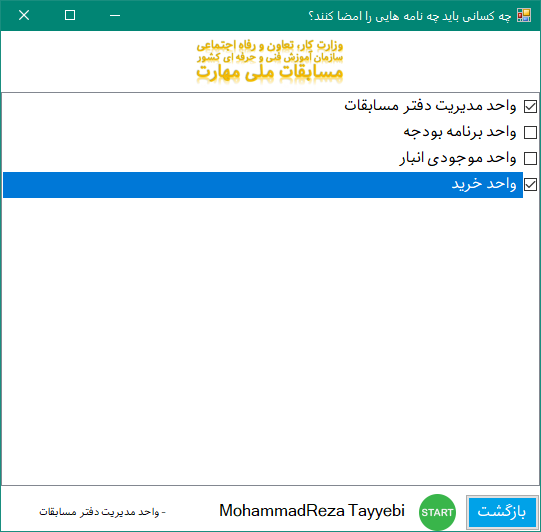 چه کسانی باید چه نامه هایی را امضا کنند؟
وزارت کار، تعاون و رفاه اجتماعی
سازمان آموزش فنی و حرفه ای کشور
مسابقات ملی مهارت
واحد مدیریت دفتر مسابقات
واحد برنامه بودجه
واحد موجودی انبار
واحد خرید
بازگشت
START
MohammadReza Tayyebi
- واحد مدیریت دفتر مسابقات